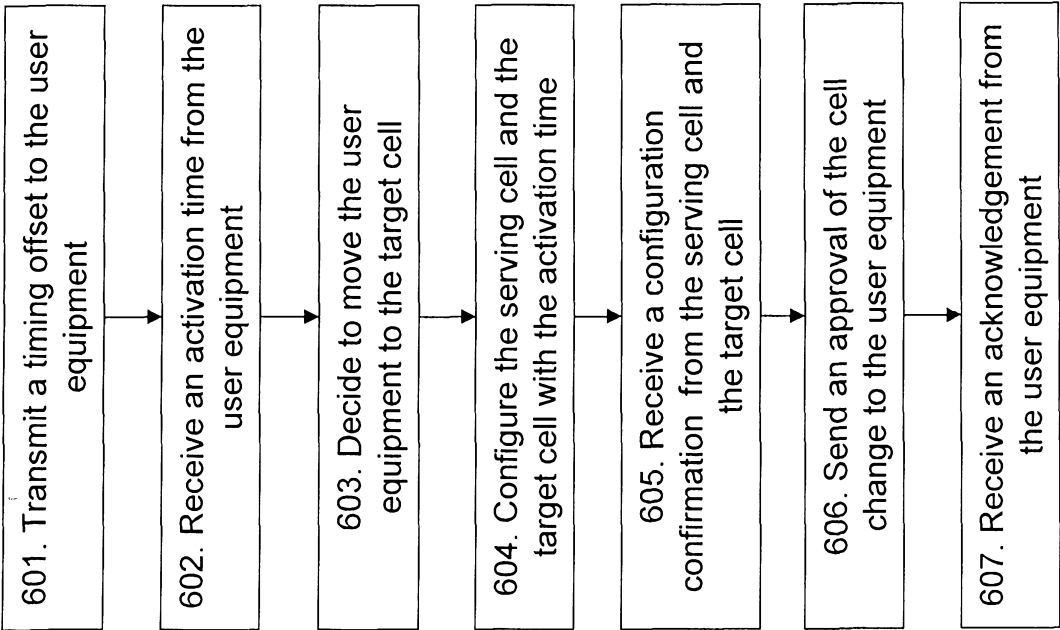 601. Transmit a timing offset to the user
equipment
602. Receive an activation time from the
user equipment
603. Decide to move the user
equipment to the target cell
604. Configure the serving cell and the
target cell with the activation time
605. Receive a configuration
confirmation from the serving cell and
the target cell
606. Send an approval of the cell
change to the user equipment
607. Receive an acknowledgement from
the user equipment